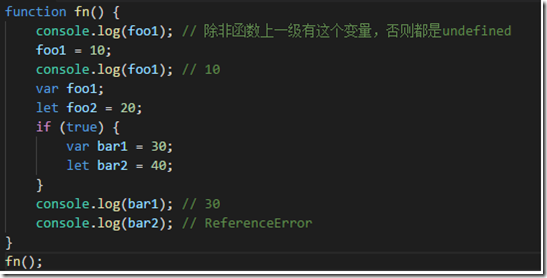 function fn() {
    console.log(foo1); // 除非函数上一级有这个变量，否则都是undefined
    foo1 = 10;
    console.log(foo1); // 10
    var foo1;
    let foo2 = 20;
    if (true) {
        var bar1 = 30;
        let bar2 = 40;
    }
    console.log(bar1); // 30
    console.log(bar2); // ReferenceError
}
fn();